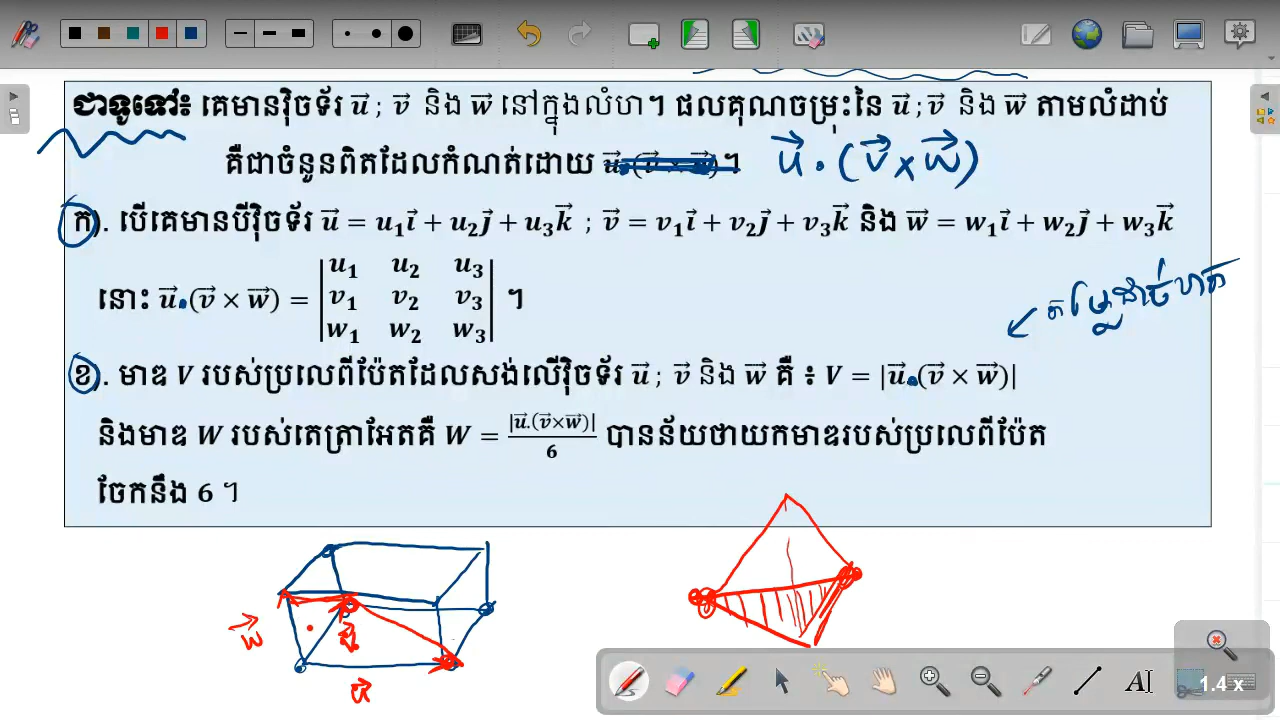 ជាទូទៅ៖ គេមានវ៉ិចទ័រ u⃗ ; v⃗ និង w⃗ នៅក្នុងលំហ។ ផលគុណចម្រុះនៃ u⃗ ; v⃗ និង w⃗ តាមលំដាប់
គឺជាចំនួនពិតដែលកំណត់ដោយ u⃗.(v⃗ × w⃗)។ u⃗ . (v⃗ × w⃗)
ក). បើគេមានបីវ៉ិចទ័រ u⃗ = u₁i⃗ + u₂j⃗ + u₃k⃗ ; v⃗ = v₁i⃗ + v₂j⃗ + v₃k⃗ និង w⃗ = w₁i⃗ + w₂j⃗ + w₃k⃗
នោះ u⃗.(v⃗ × w⃗) = |u₁ u₂ u₃
v₁ v₂ v₃
w₁ w₂ w₃| ។
តម្លៃដាច់ខាត
ខ). មាឌ V របស់ប្រលេពីប៉ែតដែលសង់លើវ៉ិចទ័រ u⃗ ; v⃗ និង w⃗ គឺ ៖ V = |u⃗.(v⃗ × w⃗)|
និងមាឌ W របស់តេត្រាអែតគឺ W = |u⃗.(v⃗×w⃗)|/6 បានន័យថាយកមាឌរបស់ប្រលេពីប៉ែត
ចែកនឹង 6 ។
w⃗
u⃗
1.4 x